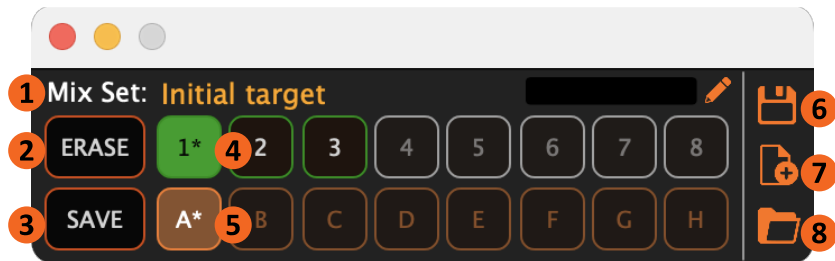 1 Mix Set: Initial target 6
2 ERASE 1* 4 2 3 4 5 6 7 8 7
3 SAVE A* 5 B C D E F G H 8